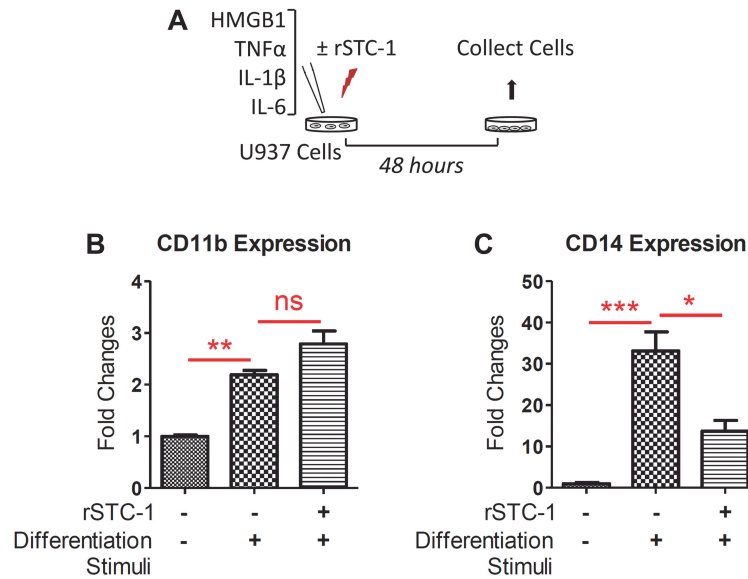 A
HMGB1
TNFα
IL-1β
IL-6
± rSTC-1
Collect Cells
U937 Cells
48 hours
B
CD11b Expression
Fold Changes
4
3
2
1
0
**
ns
rSTC-1 - - +
Differentiation - + +
Stimuli
C
CD14 Expression
Fold Changes
50
40
30
20
10
0
***
*
rSTC-1 - - +
Differentiation - + +
Stimuli